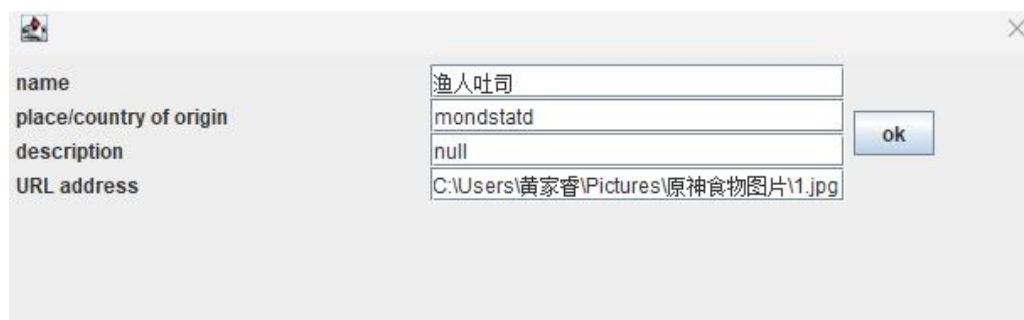 name 渔人吐司
place/country of origin mondstatd
ok
description null
URL address C:\Users\黄家睿\Pictures\原神食物图片\1.jpg